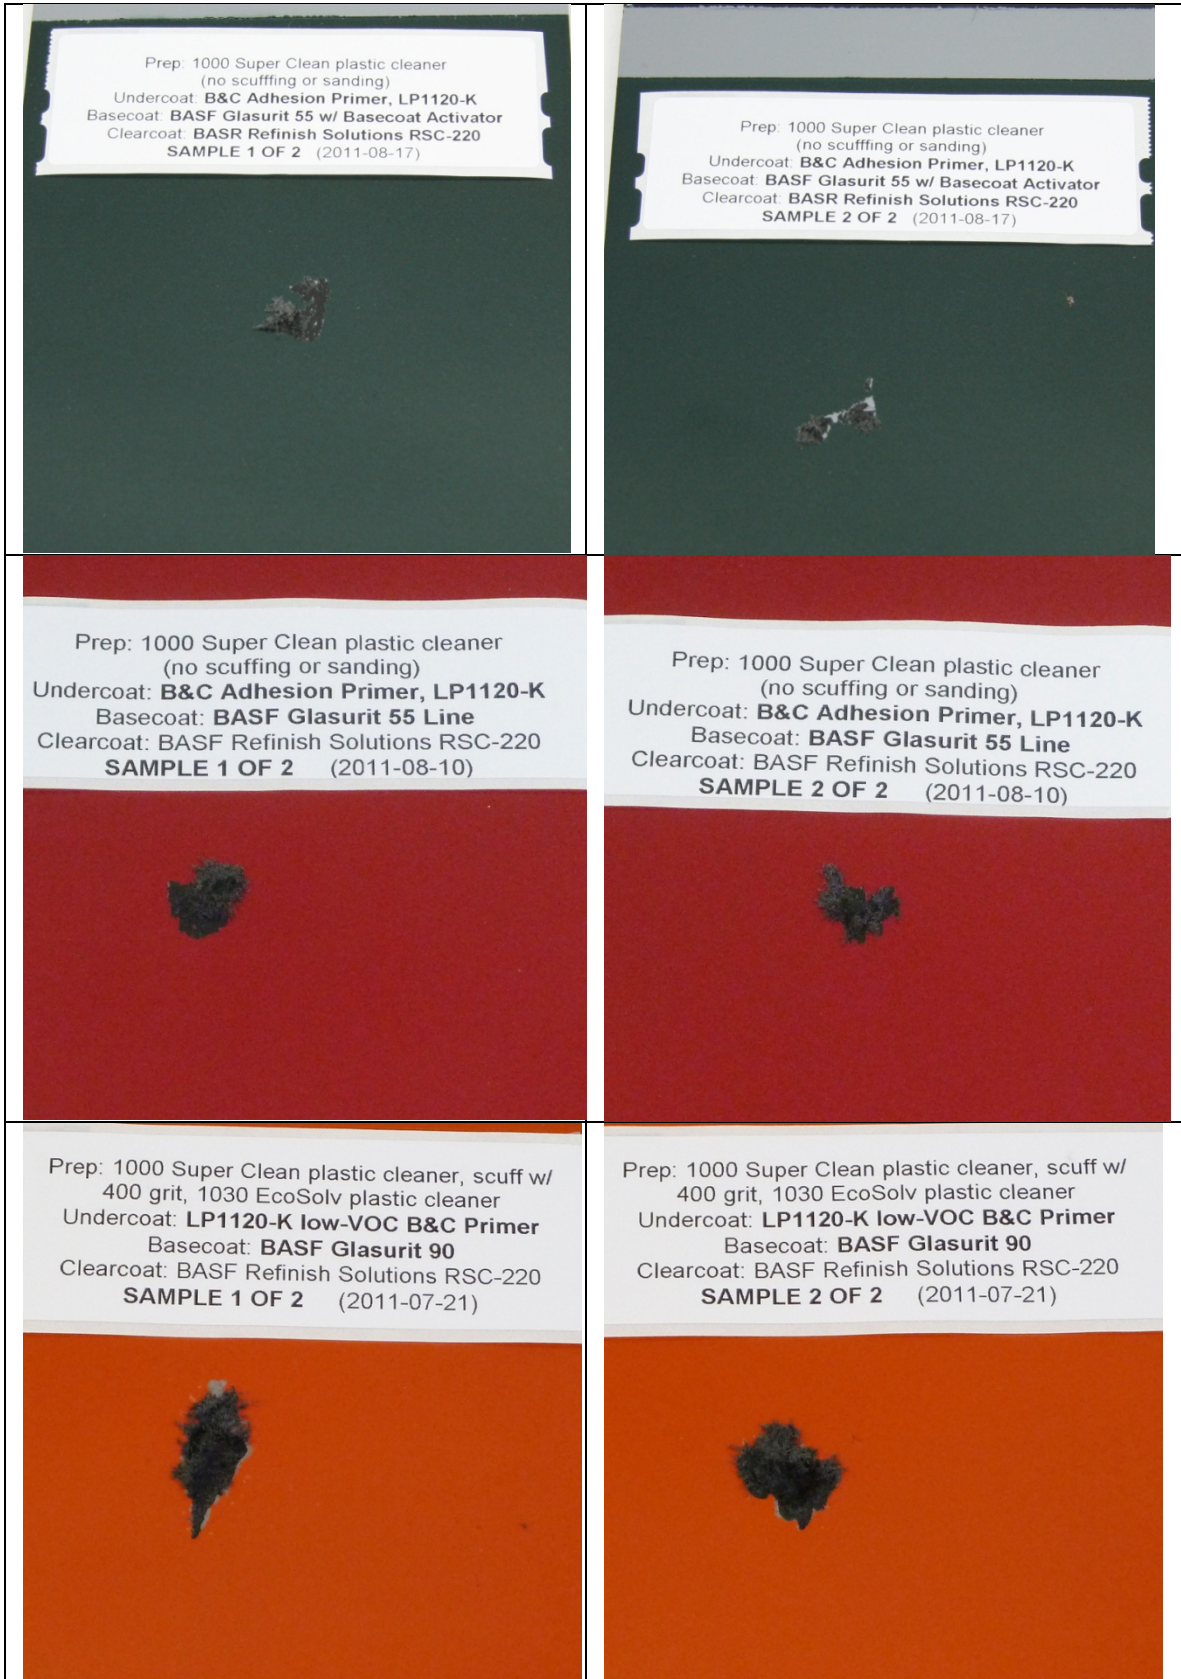 Prep: 1000 Super Clean plastic cleaner
(no scufffing or sanding)
Undercoat: B&C Adhesion Primer, LP1120-K
Basecoat: BASF Glasurit 55 w/ Basecoat Activator
Clearcoat: BASR Refinish Solutions RSC-220
SAMPLE 1 OF 2 (2011-08-17)
Prep: 1000 Super Clean plastic cleaner
(no scufffing or sanding)
Undercoat: B&C Adhesion Primer, LP1120-K
Basecoat: BASF Glasurit 55 w/ Basecoat Activator
Clearcoat: BASR Refinish Solutions RSC-220
SAMPLE 2 OF 2 (2011-08-17)
Prep: 1000 Super Clean plastic cleaner
(no scuffing or sanding)
Undercoat: B&C Adhesion Primer, LP1120-K
Basecoat: BASF Glasurit 55 Line
Clearcoat: BASF Refinish Solutions RSC-220
SAMPLE 1 OF 2 (2011-08-10)
Prep: 1000 Super Clean plastic cleaner
(no scuffing or sanding)
Undercoat: B&C Adhesion Primer, LP1120-K
Basecoat: BASF Glasurit 55 Line
Clearcoat: BASF Refinish Solutions RSC-220
SAMPLE 2 OF 2 (2011-08-10)
Prep: 1000 Super Clean plastic cleaner, scuff w/
400 grit, 1030 EcoSolv plastic cleaner
Undercoat: LP1120-K low-VOC B&C Primer
Basecoat: BASF Glasurit 90
Clearcoat: BASF Refinish Solutions RSC-220
SAMPLE 1 OF 2 (2011-07-21)
Prep: 1000 Super Clean plastic cleaner, scuff w/
400 grit, 1030 EcoSolv plastic cleaner
Undercoat: LP1120-K low-VOC B&C Primer
Basecoat: BASF Glasurit 90
Clearcoat: BASF Refinish Solutions RSC-220
SAMPLE 2 OF 2 (2011-07-21)